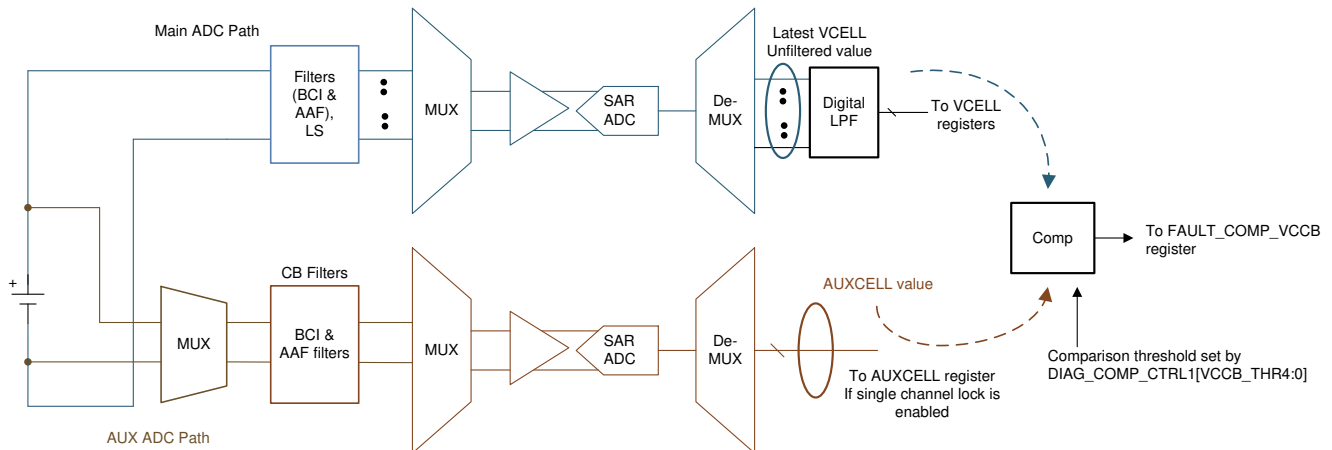 Main ADC Path
Filters
(BCI &
AAF),
LS
MUX
SAR
ADC
De-
MUX
Latest VCELL
Unfiltered value
Digital
LPF
To VCELL
registers
Comp
To FAULT_COMP_VCCB
register
Comparison threshold set by
DIAG_COMP_CTRL1[VCCB_THR4:0]
+
MUX
CB Filters
BCI &
AAF filters
MUX
SAR
ADC
De-
MUX
AUXCELL value
To AUXCELL register
If single channel lock is
enabled
AUX ADC Path